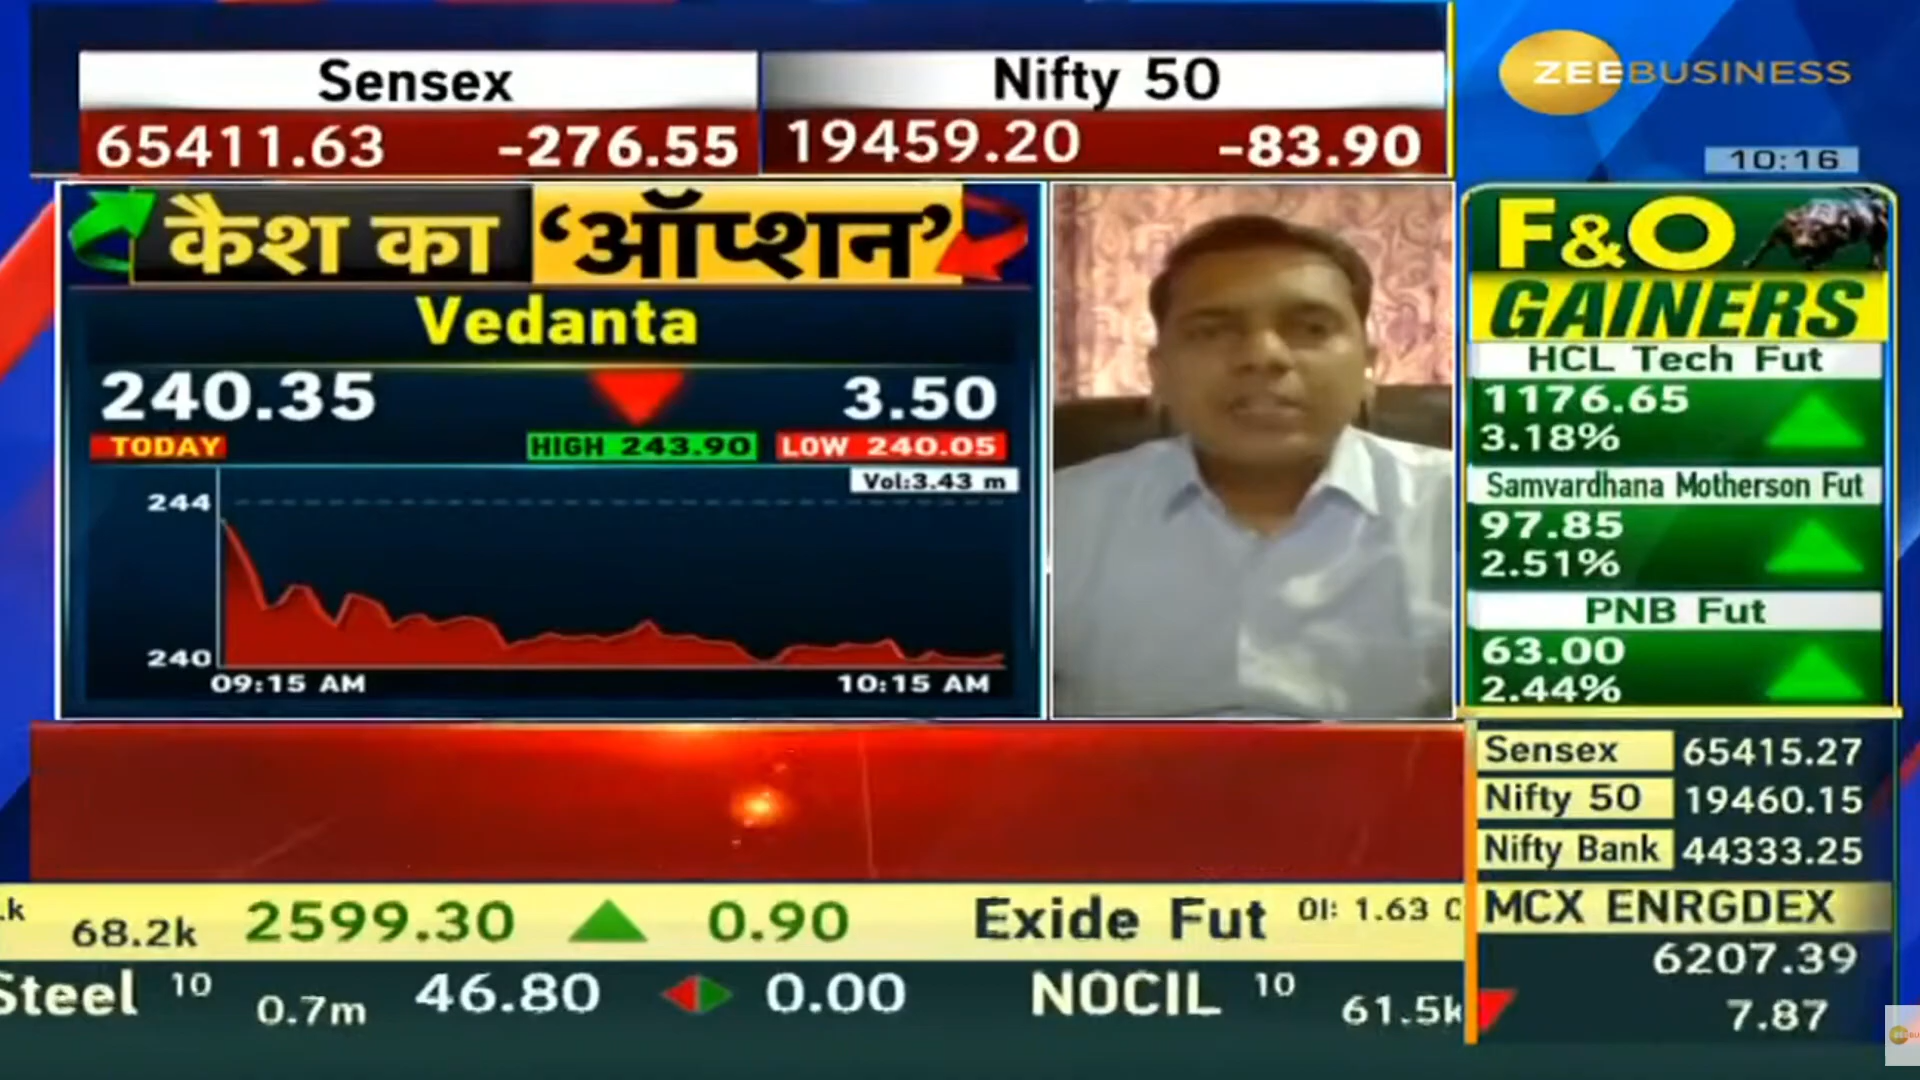 Sensex
65411.63 -276.55
Nifty 50
19459.20 -83.90
ZEEBUSINESS
10:16
कैश का 'ऑप्शन'
Vedanta
240.35 3.50
TODAY HIGH 243.90 LOW 240.05
Vol:3.43 m
244
240
09:15 AM 10:15 AM
F&O
GAINERS
HCL Tech Fut
1176.65
3.18%
Samvardhana Motherson Fut
97.85
2.51%
PNB Fut
63.00
2.44%
Sensex 65415.27
Nifty 50 19460.15
Nifty Bank 44333.25
MCX ENRGDEX
6207.39
7.87
.k 68.2k 2599.30 0.90 Exide Fut OI: 1.63
Steel 10 0.7m 46.80 0.00 NOCIL 10 61.5k